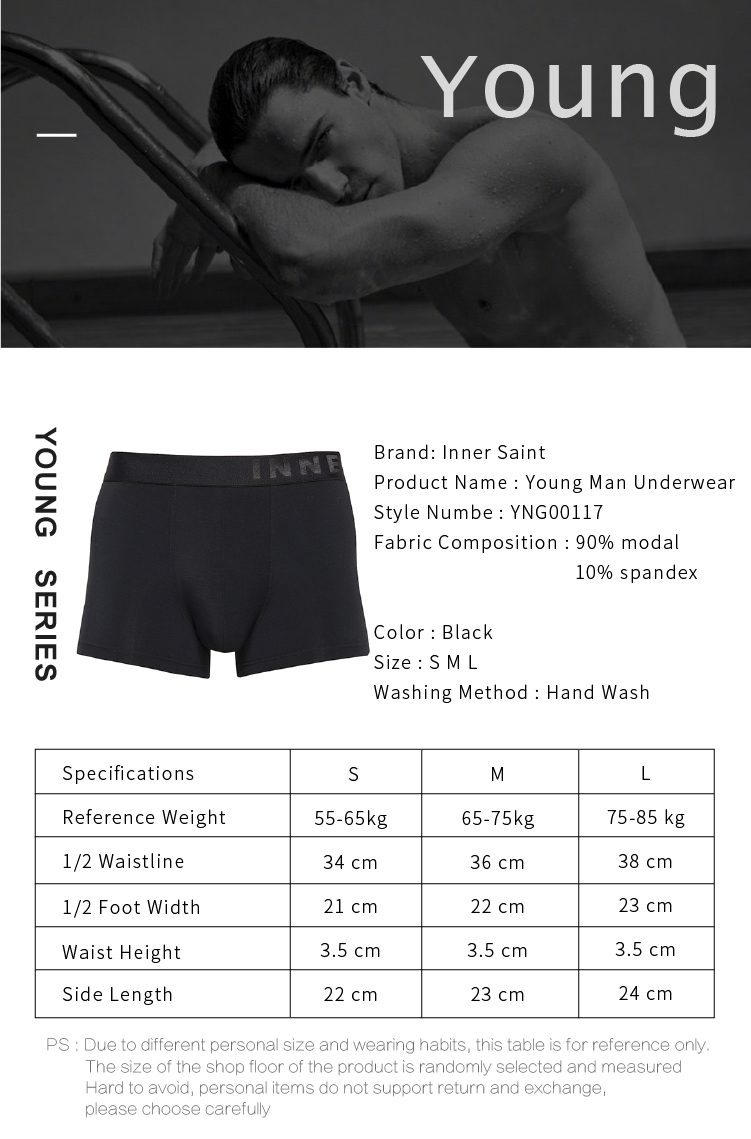 Young
YOUNG SERIES
INNE
Brand: Inner Saint
Product Name : Young Man Underwear
Style Numbe : YNG00117
Fabric Composition : 90% modal
10% spandex
Color : Black
Size : S M L
Washing Method : Hand Wash
Specifications S M L
Reference Weight 55-65kg 65-75kg 75-85 kg
1/2 Waistline 34 cm 36 cm 38 cm
1/2 Foot Width 21 cm 22 cm 23 cm
Waist Height 3.5 cm 3.5 cm 3.5 cm
Side Length 22 cm 23 cm 24 cm
PS : Due to different personal size and wearing habits, this table is for reference only.
The size of the shop floor of the product is randomly selected and measured
Hard to avoid, personal items do not support return and exchange,
please choose carefully